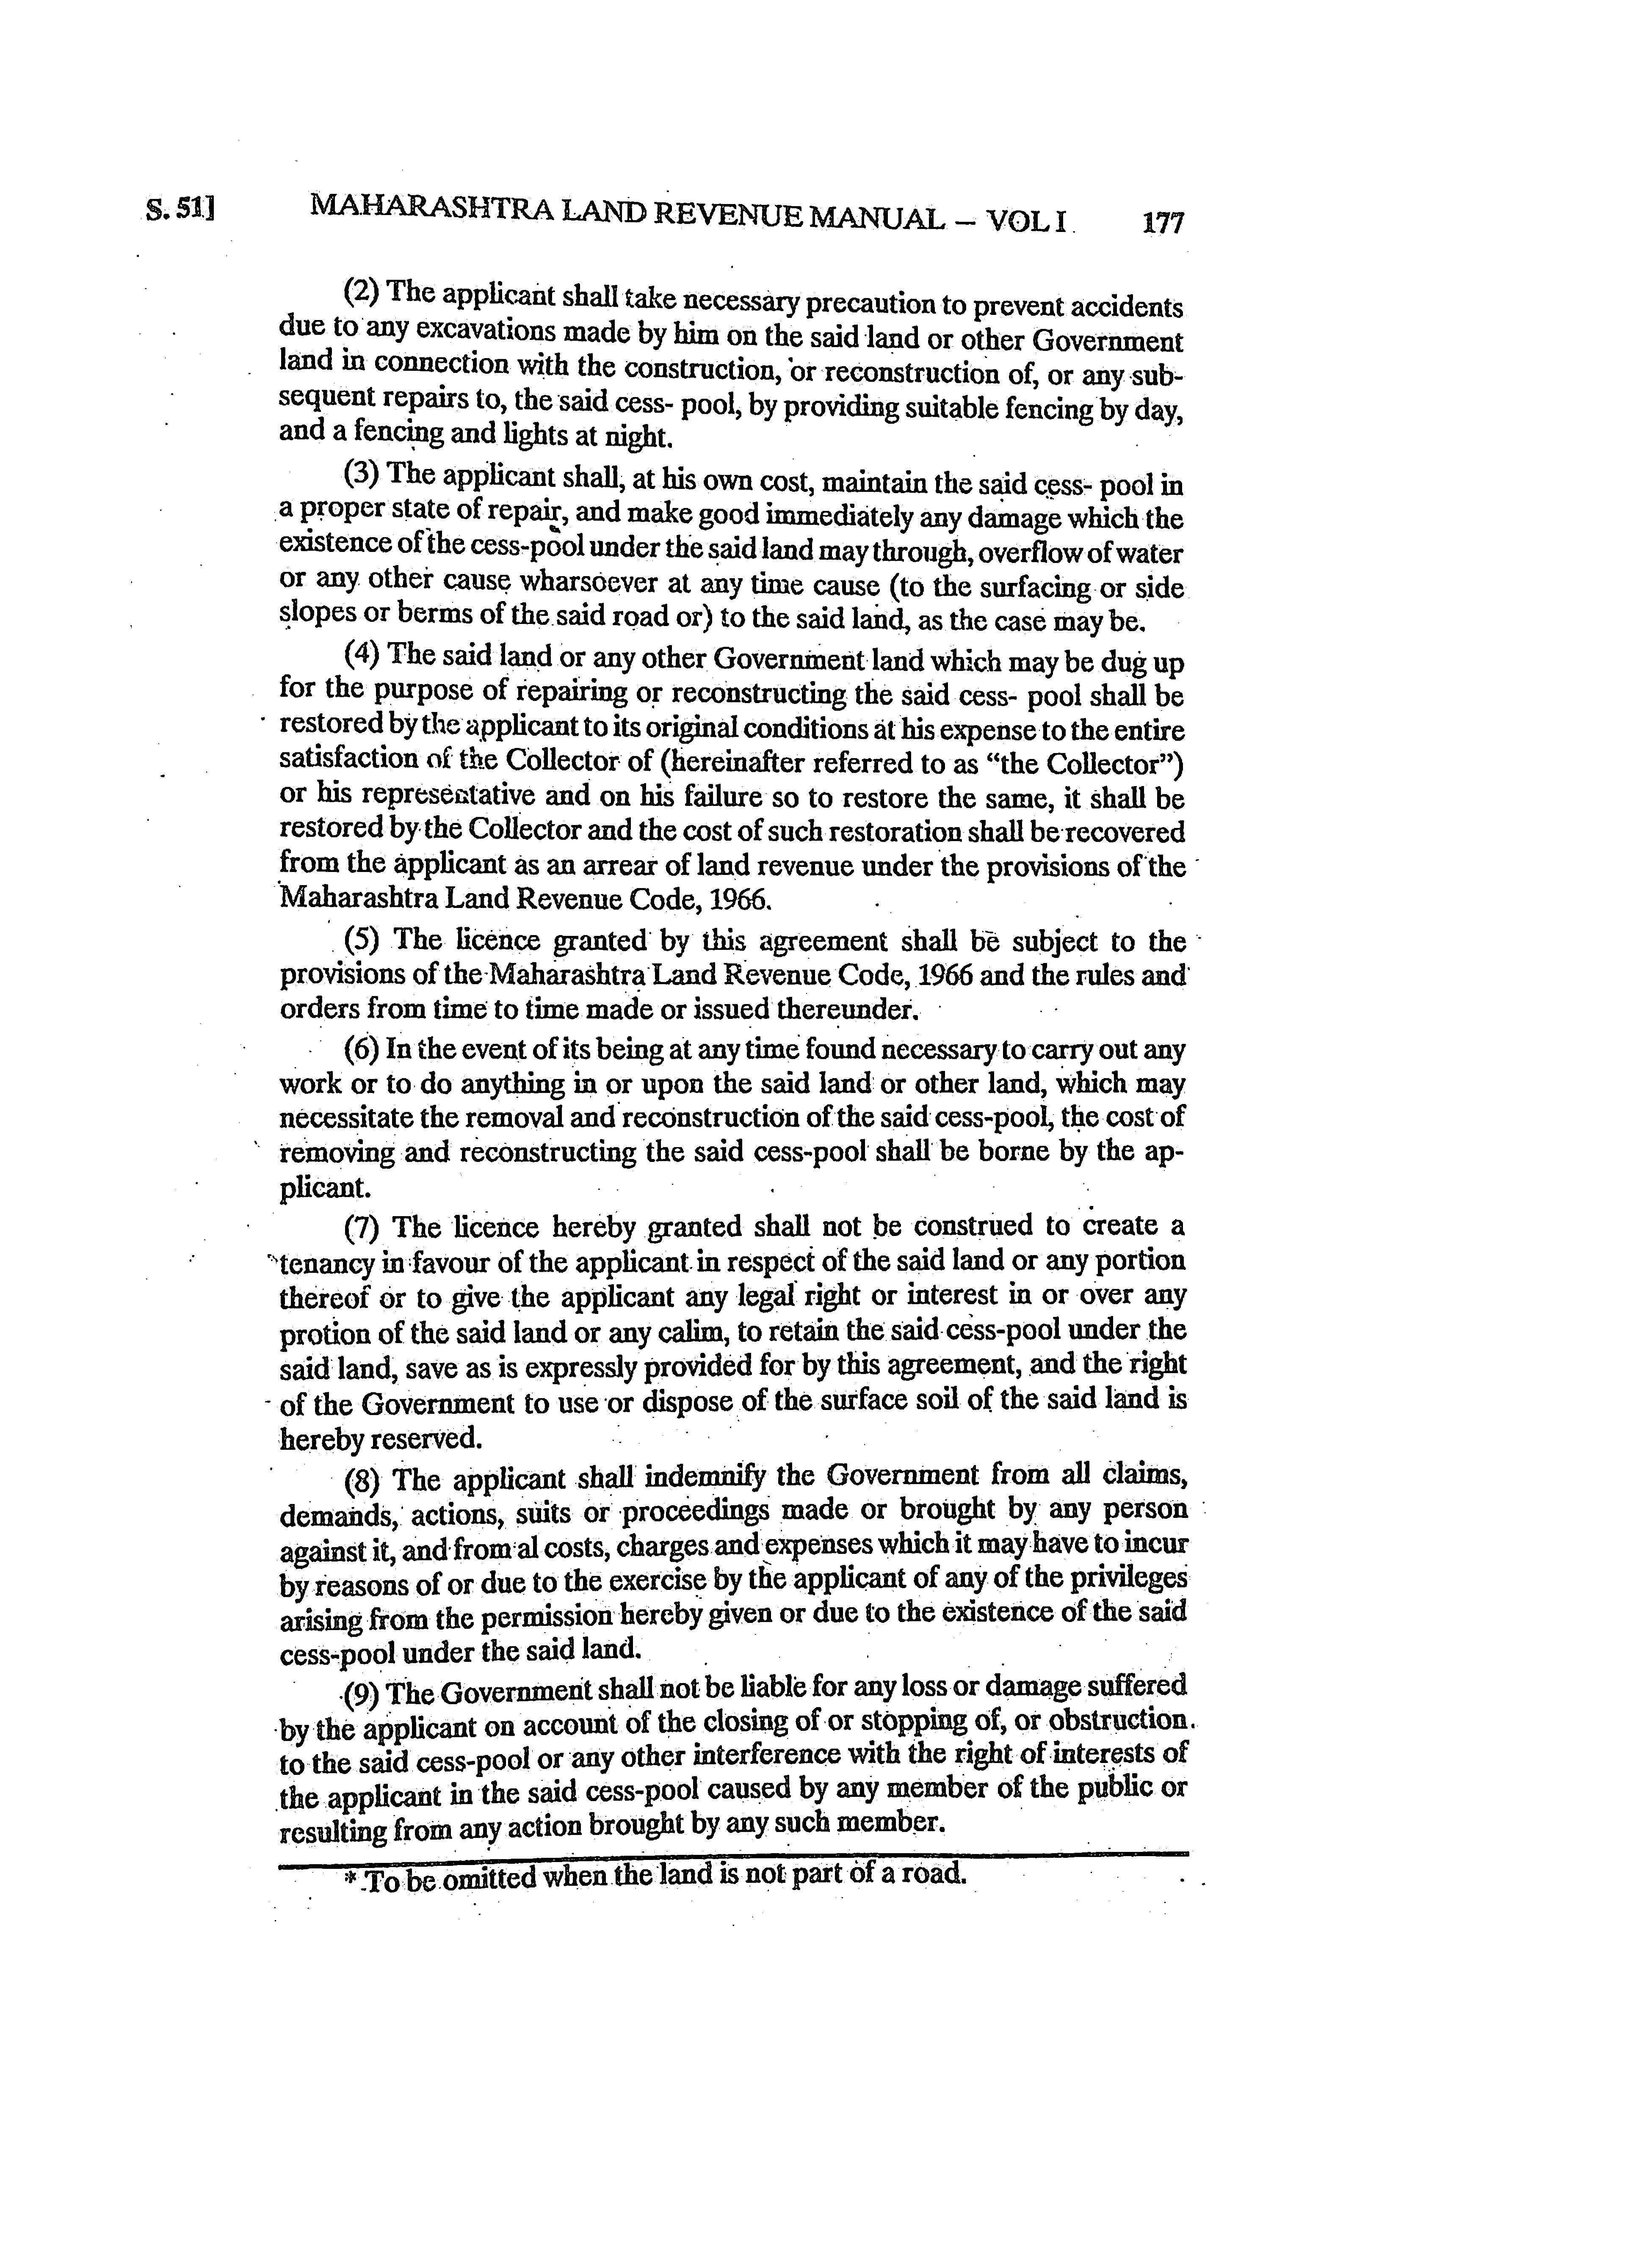 S. 51] MAHARASHTRA LAND REVENUE MANUAL – VOL I 177
(2) The applicant shall take necessary precaution to prevent accidents
due to any excavations made by him on the said land or other Government
land in connection with the construction, or reconstruction of, or any sub-
sequent repairs to, the said cess- pool, by providing suitable fencing by day,
and a fencing and lights at night.
(3) The applicant shall, at his own cost, maintain the said cess- pool in
a proper state of repair, and make good immediately any damage which the
existence of the cess-pool under the said land may through, overflow of water
or any other cause wharsoever at any time cause (to the surfacing or side
slopes or berms of the said road or) to the said land, as the case may be.
(4) The said land or any other Government land which may be dug up
for the purpose of repairing or reconstructing the said cess- pool shall be
restored by the applicant to its original conditions at his expense to the entire
satisfaction of the Collector of (hereinafter referred to as “the Collector”)
or his representative and on his failure so to restore the same, it shall be
restored by the Collector and the cost of such restoration shall be recovered
from the applicant as an arrear of land revenue under the provisions of the
Maharashtra Land Revenue Code, 1966.
(5) The licence granted by this agreement shall be subject to the
provisions of the Maharashtra Land Revenue Code, 1966 and the rules and
orders from time to time made or issued thereunder.
(6) In the event of its being at any time found necessary to carry out any
work or to do anything in or upon the said land or other land, which may
necessitate the removal and reconstruction of the said cess-pool, the cost of
removing and reconstructing the said cess-pool shall be borne by the ap-
plicant.
(7) The licence hereby granted shall not be construed to create a
tenancy in favour of the applicant in respect of the said land or any portion
thereof or to give the applicant any legal right or interest in or over any
protion of the said land or any calim, to retain the said cess-pool under the
said land, save as is expressly provided for by this agreement, and the right
of the Government to use or dispose of the surface soil of the said land is
hereby reserved.
(8) The applicant shall indemnify the Government from all claims,
demands, actions, suits or proceedings made or brought by any person
against it, and from al costs, charges and expenses which it may have to incur
by reasons of or due to the exercise by the applicant of any of the privileges
arising from the permission hereby given or due to the existence of the said
cess-pool under the said land.
(9) The Government shall not be liable for any loss or damage suffered
by the applicant on account of the closing of or stopping of, or obstruction
to the said cess-pool or any other interference with the right of interests of
the applicant in the said cess-pool caused by any member of the public or
resulting from any action brought by any such member.
* To be omitted when the land is not part of a road.